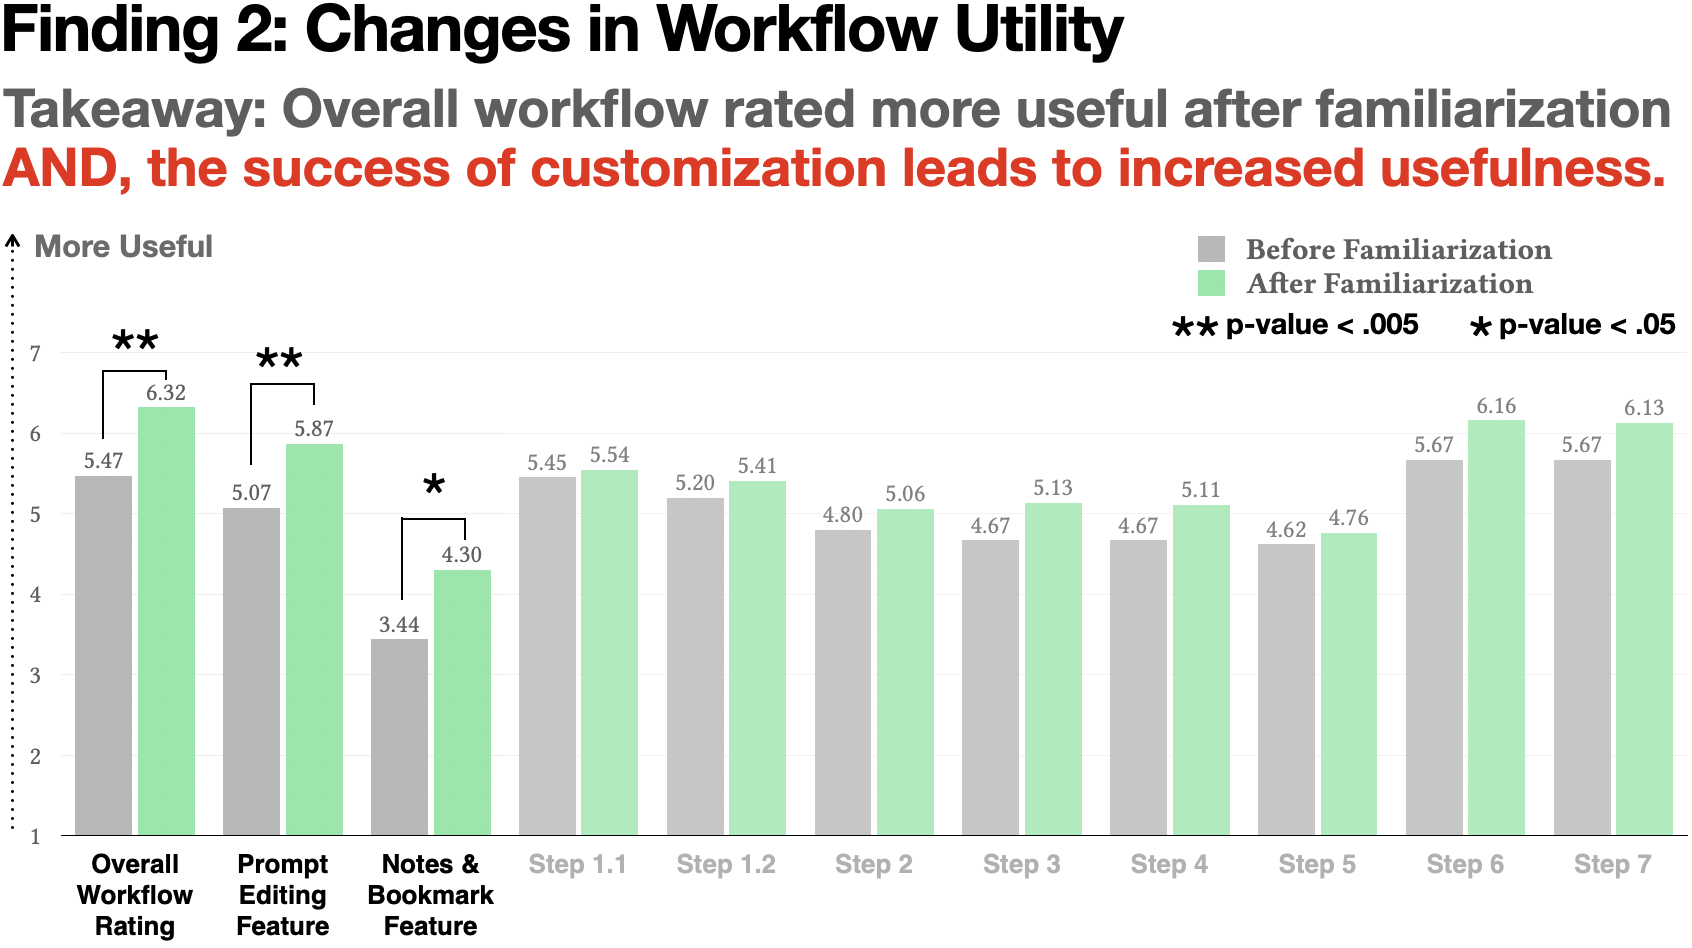 Finding 2: Changes in Workflow Utility
Takeaway: Overall workflow rated more useful after familiarization
AND, the success of customization leads to increased usefulness.
More Useful
Before Familiarization
After Familiarization
** p-value < .005 * p-value < .05
7
6
5
4
3
2
1
**
**
*
5.47
6.32
5.07
5.87
3.44
4.30
5.45
5.54
5.20
5.41
4.80
5.06
4.67
5.13
4.67
5.11
4.62
4.76
5.67
6.16
5.67
6.13
Overall
Workflow
Rating
Prompt
Editing
Feature
Notes &
Bookmark
Feature
Step 1.1
Step 1.2
Step 2
Step 3
Step 4
Step 5
Step 6
Step 7